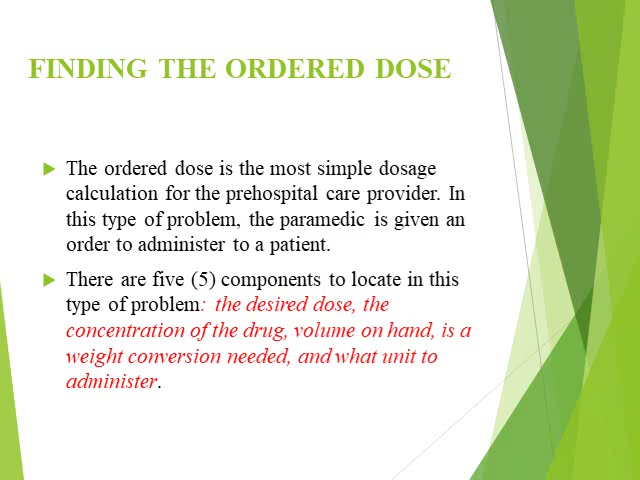 FINDING THE ORDERED DOSE
The ordered dose is the most simple dosage
calculation for the prehospital care provider. In
this type of problem, the paramedic is given an
order to administer to a patient.
There are five (5) components to locate in this
type of problem: the desired dose, the
concentration of the drug, volume on hand, is a
weight conversion needed, and what unit to
administer.